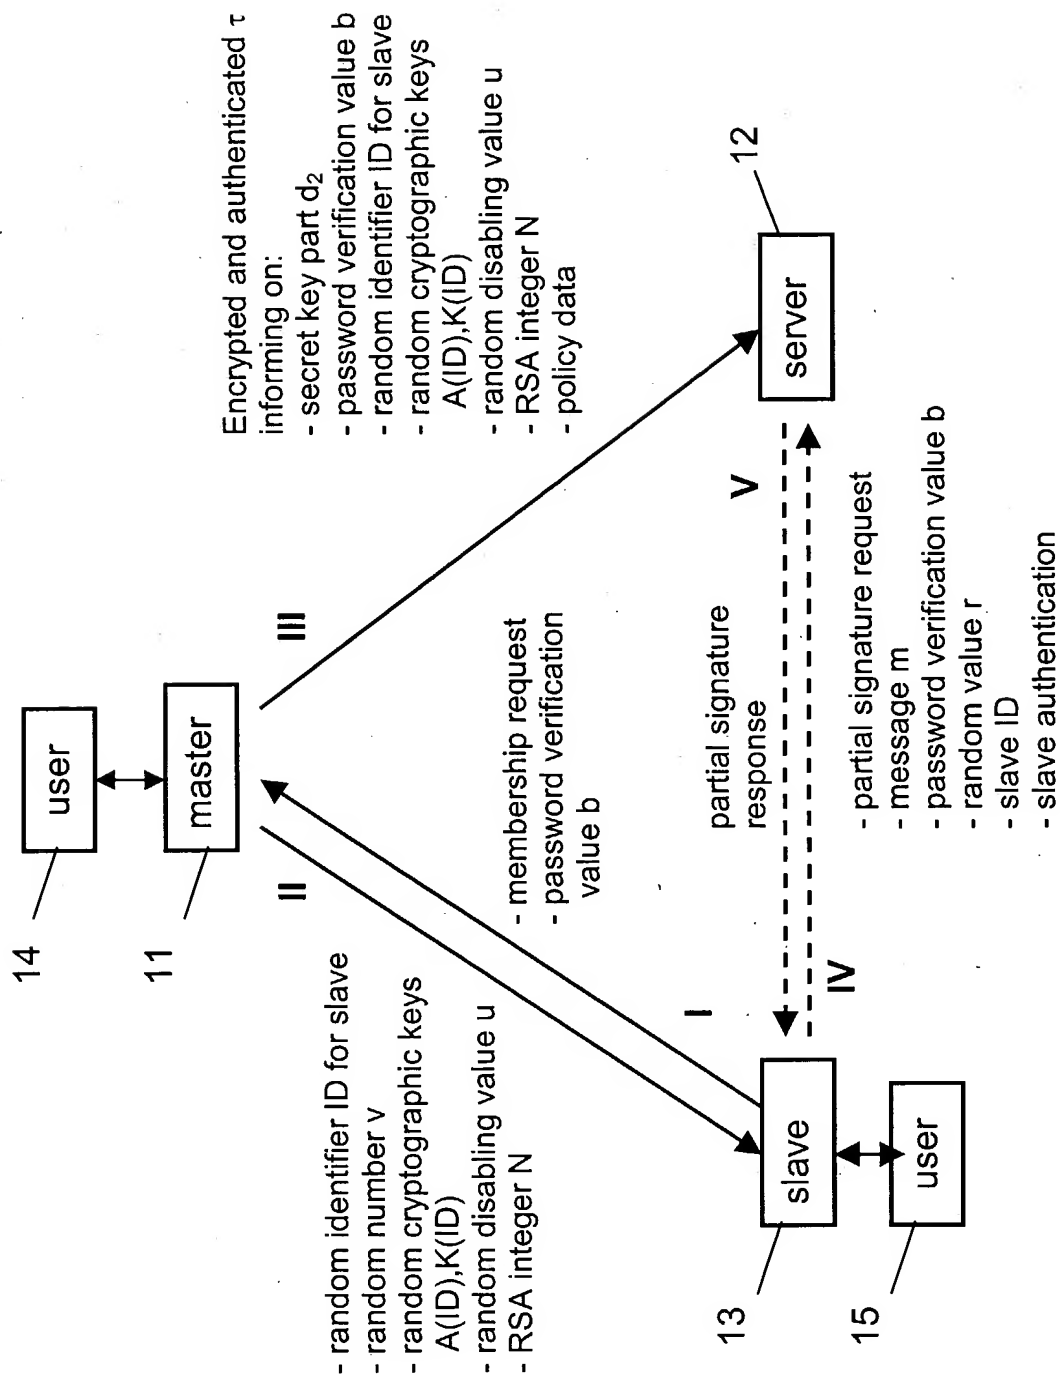 14
user
11
master
II
III
- random identifier ID for slave
- random number v
- random cryptographic keys
A(ID),K(ID)
- random disabling value u
- RSA integer N
- membership request
- password verification
value b
Encrypted and authenticated τ
informing on:
- secret key part d₂
- password verification value b
- random identifier ID for slave
- random cryptographic keys
A(ID),K(ID)
- random disabling value u
- RSA integer N
- policy data
I
partial signature
response
V
IV
13
slave
15
user
12
server
- partial signature request
- message m
- password verification value b
- random value r
- slave ID
- slave authentication